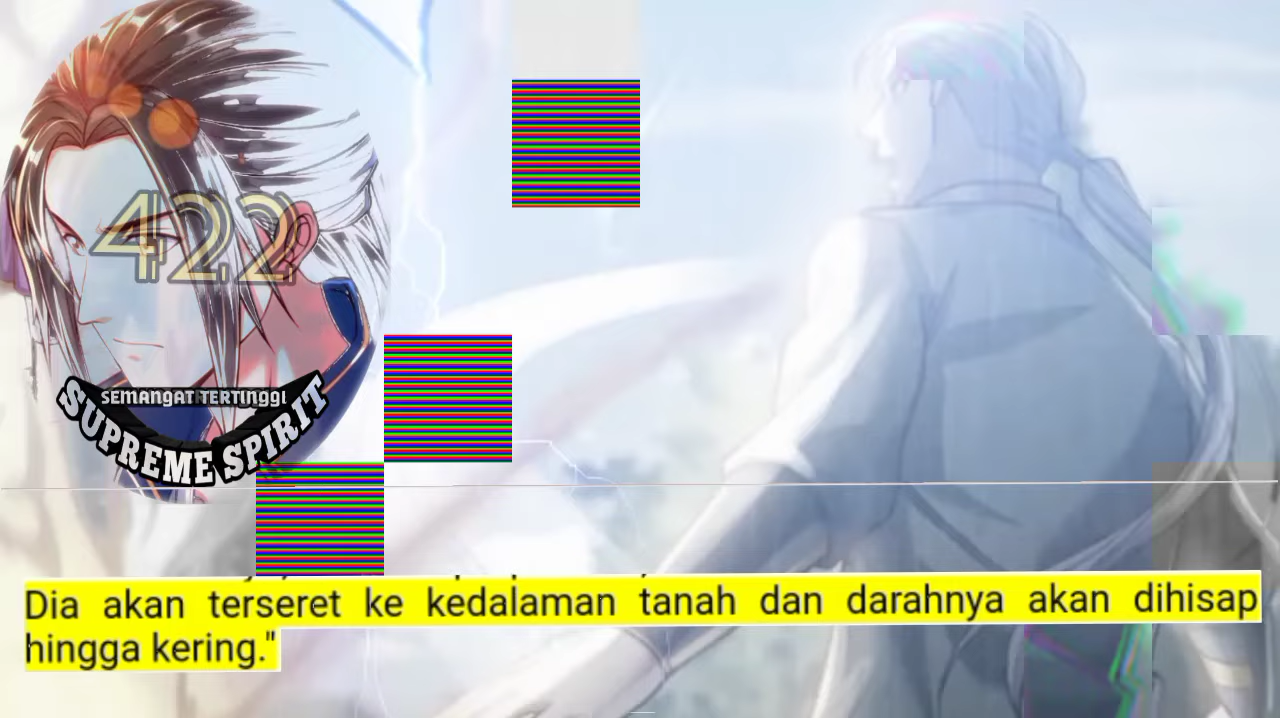 422
SEMANGAT TERTINGGI
SUPREME SPIRIT
Dia akan terseret ke kedalaman tanah dan darahnya akan dihisap
hingga kering."